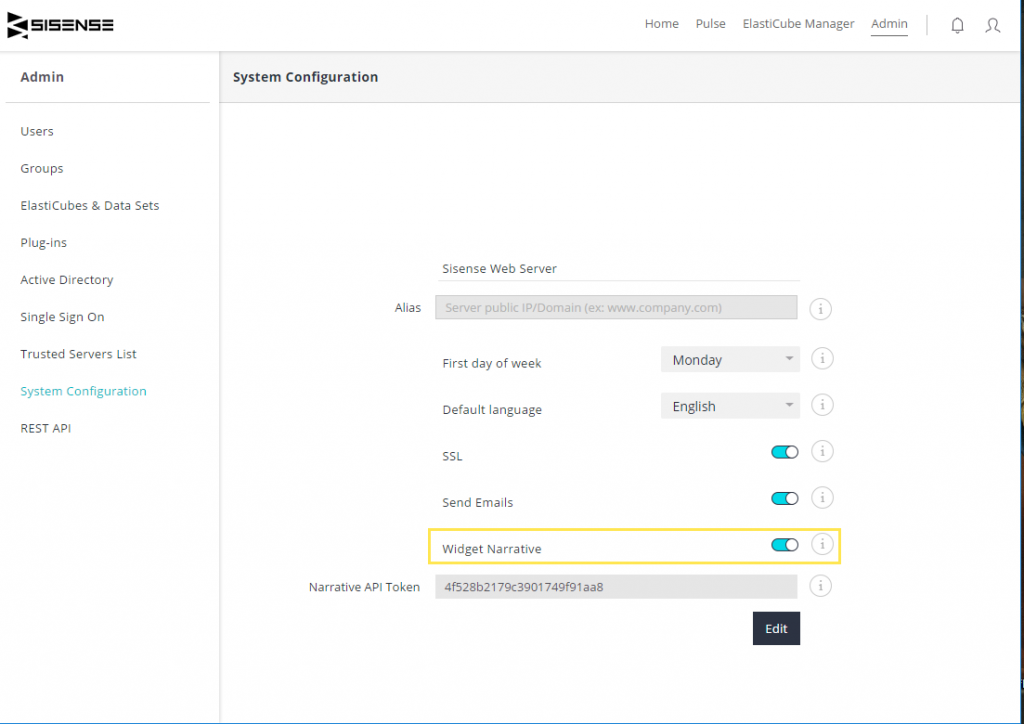 SISENSE
Home Pulse ElastiCube Manager Admin
Admin
System Configuration
Users
Groups
ElastiCubes & Data Sets
Plug-ins
Active Directory
Single Sign On
Trusted Servers List
System Configuration
REST API
Sisense Web Server
Alias Server public IP/Domain (ex: www.company.com) i
First day of week Monday i
Default language English i
SSL i
Send Emails i
Widget Narrative i
Narrative API Token 4f528b2179c3901749f91aa8 i
Edit